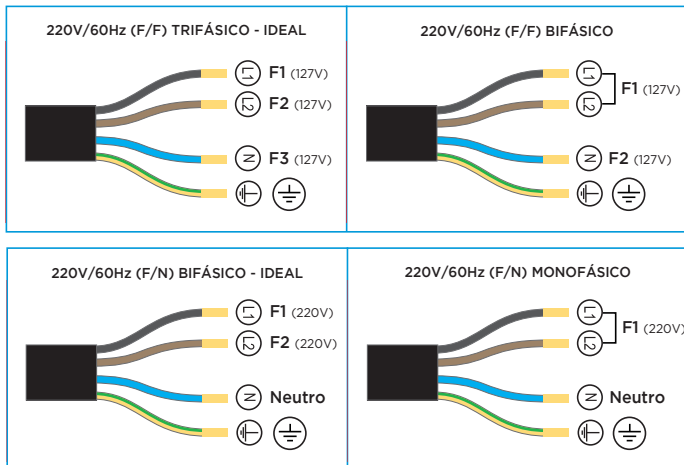 220V/60Hz (F/F) TRIFÁSICO - IDEAL
L1 F1 (127V)
L2 F2 (127V)
N F3 (127V)
220V/60Hz (F/F) BIFÁSICO
L1
F1 (127V)
L2
N F2 (127V)
220V/60Hz (F/N) BIFÁSICO - IDEAL
L1 F1 (220V)
L2 F2 (220V)
N Neutro
220V/60Hz (F/N) MONOFÁSICO
L1
F1 (220V)
L2
N Neutro